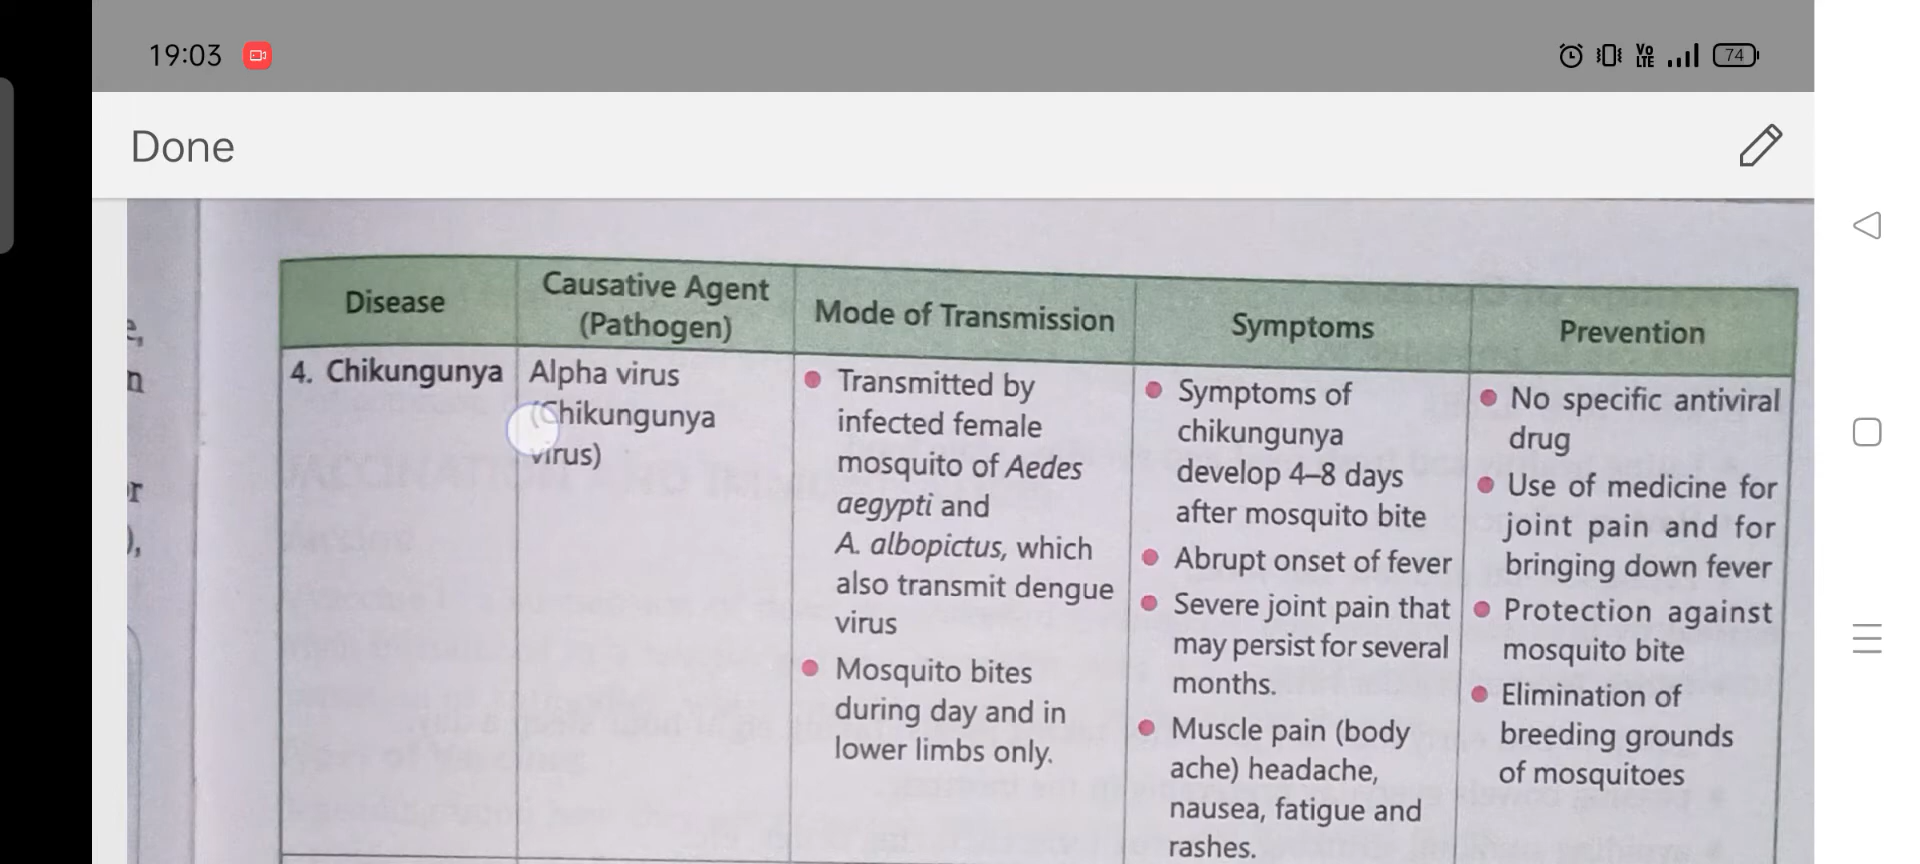 19:03
Vo
LTE
74
Done
Disease
Causative Agent
(Pathogen)
Mode of Transmission
Symptoms
Prevention
4. Chikungunya
Alpha virus
(Chikungunya
virus)
Transmitted by
infected female
mosquito of Aedes
aegypti and
A. albopictus, which
also transmit dengue
virus
Mosquito bites
during day and in
lower limbs only.
Symptoms of
chikungunya
develop 4–8 days
after mosquito bite
Abrupt onset of fever
Severe joint pain that
may persist for several
months.
Muscle pain (body
ache) headache,
nausea, fatigue and
rashes.
No specific antiviral
drug
Use of medicine for
joint pain and for
bringing down fever
Protection against
mosquito bite
Elimination of
breeding grounds
of mosquitoes